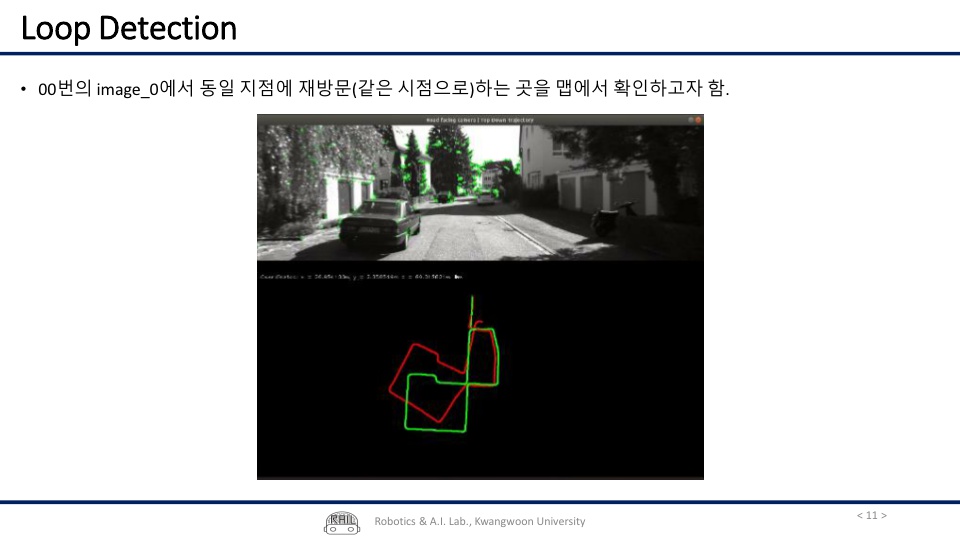 Loop Detection
• 00번의 image_0에서 동일 지점에 재방문(같은 시점으로)하는 곳을 맵에서 확인하고자 함.
Road facing camera | Top Down Trajectory
RAIL
Robotics & A.I. Lab., Kwangwoon University
< 11 >